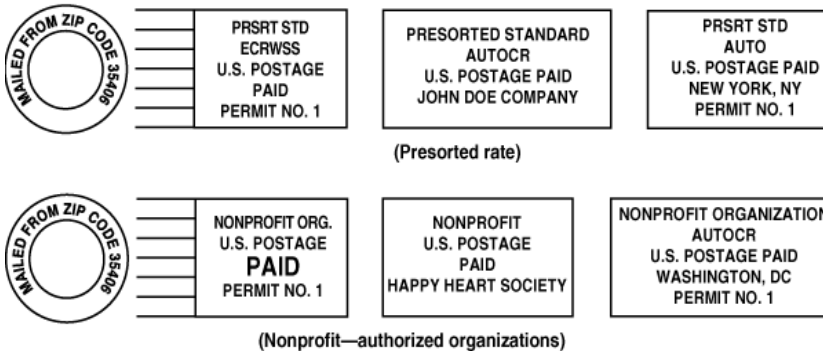 MAILED FROM ZIP CODE 35406
PRSRT STD
ECRWSS
U.S. POSTAGE
PAID
PERMIT NO. 1
PRESORTED STANDARD
AUTOCR
U.S. POSTAGE PAID
JOHN DOE COMPANY
PRSRT STD
AUTO
U.S. POSTAGE PAID
NEW YORK, NY
PERMIT NO. 1
(Presorted rate)
MAILED FROM ZIP CODE 35406
NONPROFIT ORG.
U.S. POSTAGE
PAID
PERMIT NO. 1
NONPROFIT
U.S. POSTAGE
PAID
HAPPY HEART SOCIETY
NONPROFIT ORGANIZATION
AUTOCR
U.S. POSTAGE PAID
WASHINGTON, DC
PERMIT NO. 1
(Nonprofit—authorized organizations)